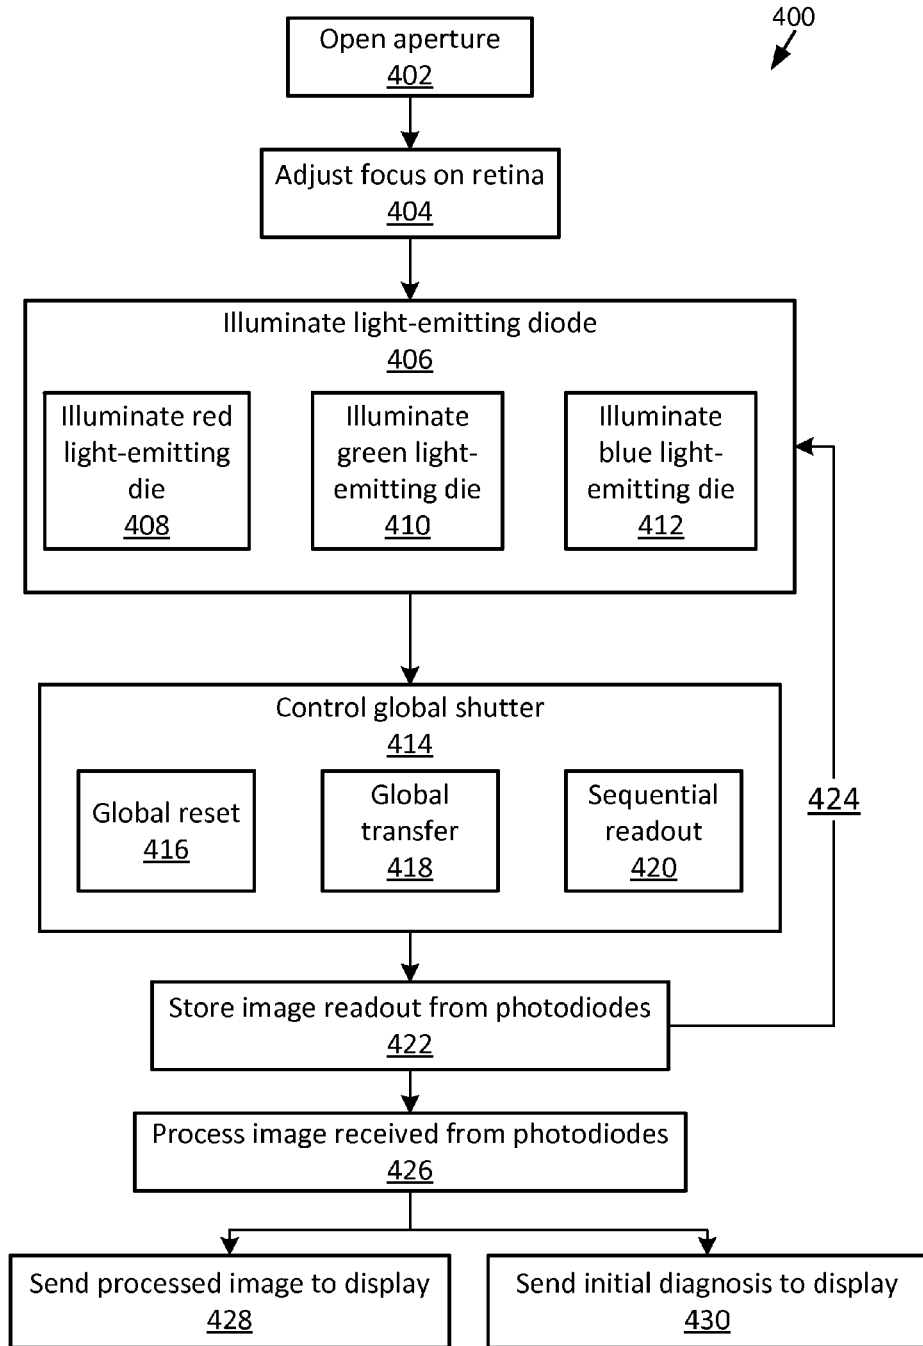 400
Open aperture
402
Adjust focus on retina
404
Illuminate light-emitting diode
406
Illuminate red
light-emitting
die
408
Illuminate
green light-
emitting die
410
Illuminate
blue light-
emitting die
412
Control global shutter
414
Global reset
416
Global
transfer
418
Sequential
readout
420
424
Store image readout from photodiodes
422
Process image received from photodiodes
426
Send processed image to display
428
Send initial diagnosis to display
430